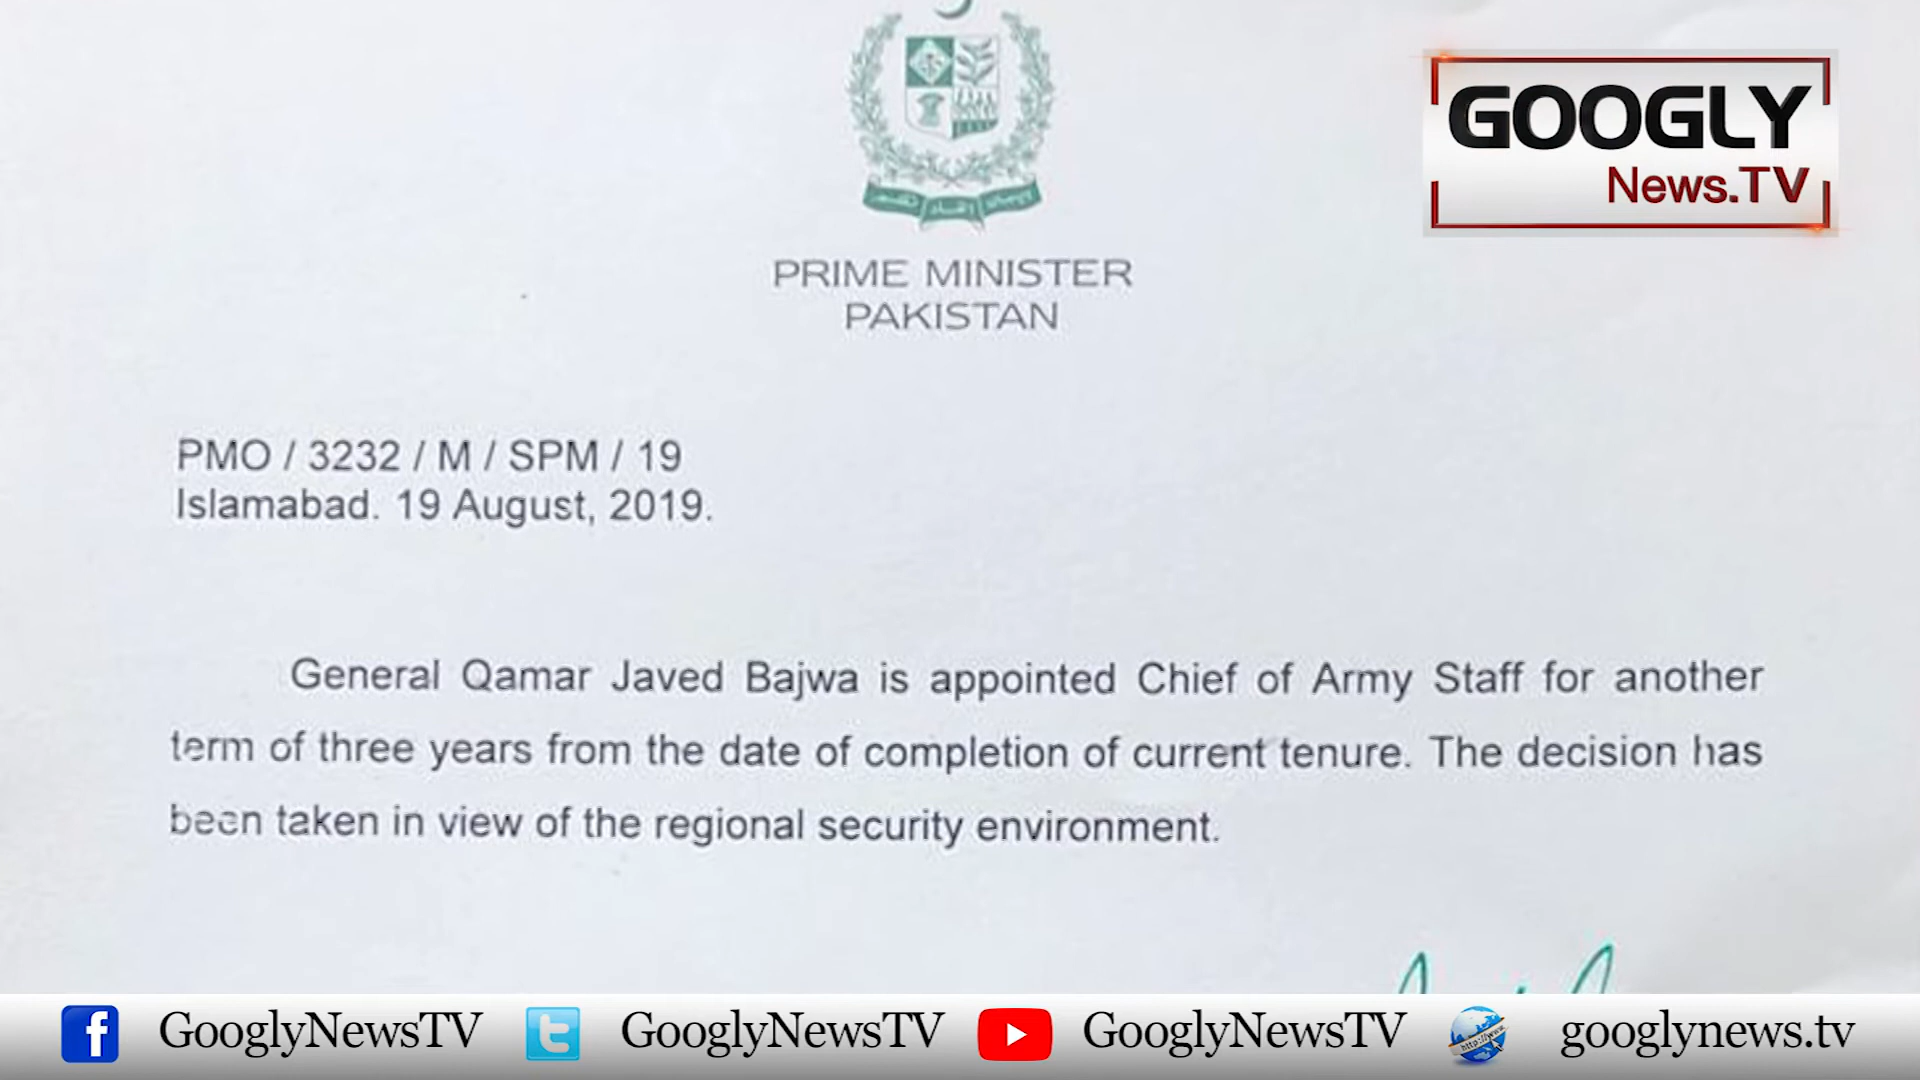 GOOGLY
News.TV
PRIME MINISTER
PAKISTAN
PMO / 3232 / M / SPM / 19
Islamabad. 19 August, 2019.
General Qamar Javed Bajwa is appointed Chief of Army Staff for another
term of three years from the date of completion of current tenure. The decision has
been taken in view of the regional security environment.
GooglyNewsTV GooglyNewsTV GooglyNewsTV googlynews.tv